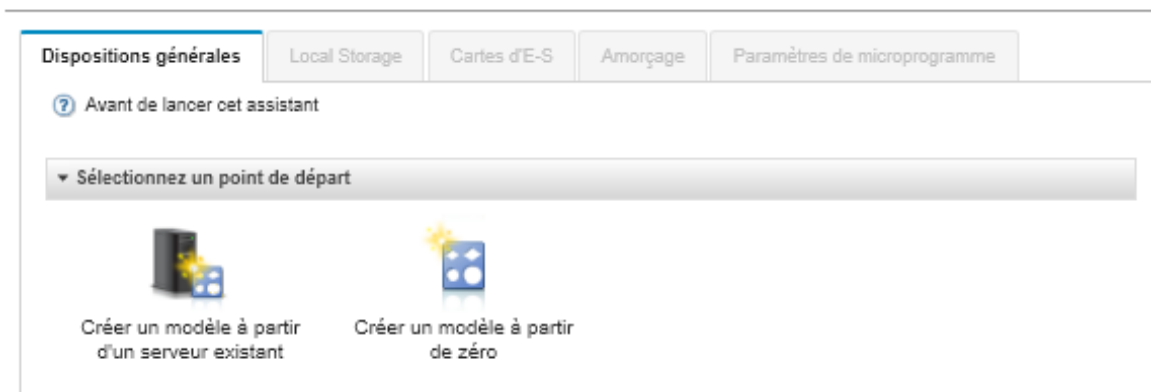 Dispositions générales
Local Storage
Cartes d'E-S
Amorçage
Paramètres de microprogramme
? Avant de lancer cet assistant
Sélectionnez un point de départ
Créer un modèle à partir
d'un serveur existant
Créer un modèle à partir
de zéro